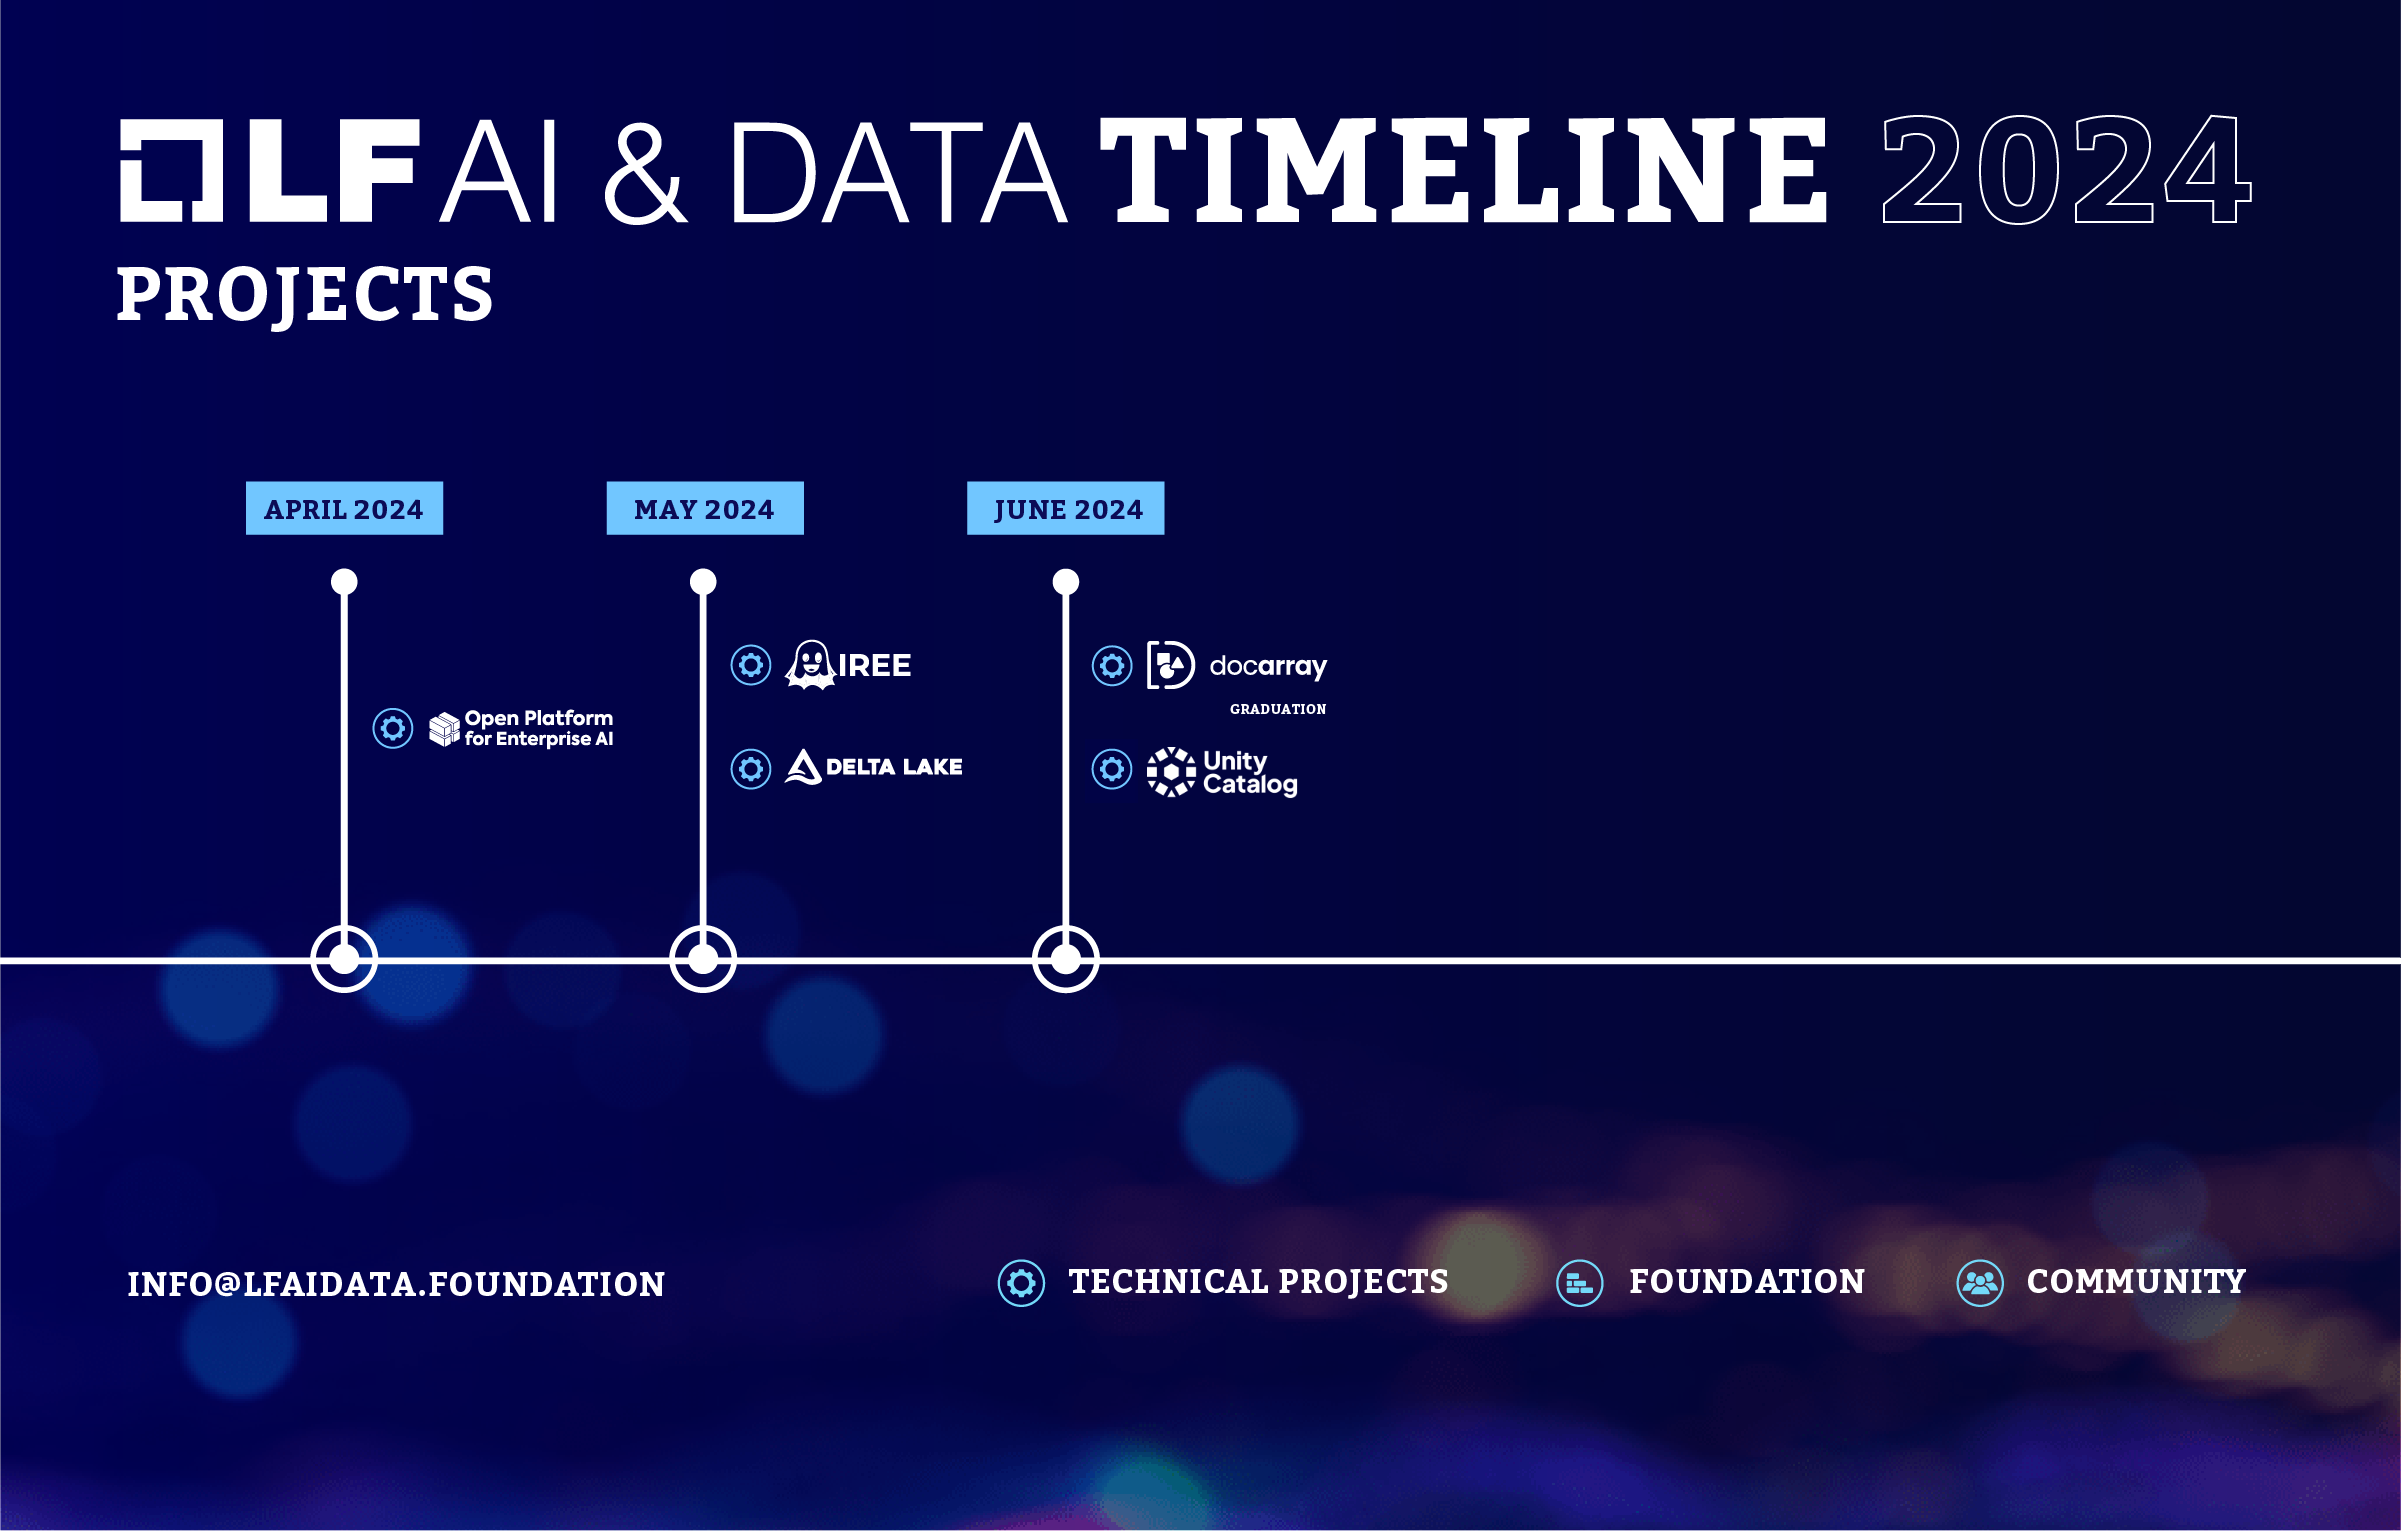 LF AI & DATA TIMELINE 2024
PROJECTS
APRIL 2024
Open Platform
for Enterprise AI
MAY 2024
IREE
DELTA LAKE
JUNE 2024
docarray
GRADUATION
Unity
Catalog
INFO@LFAIDATA.FOUNDATION
TECHNICAL PROJECTS
FOUNDATION
COMMUNITY